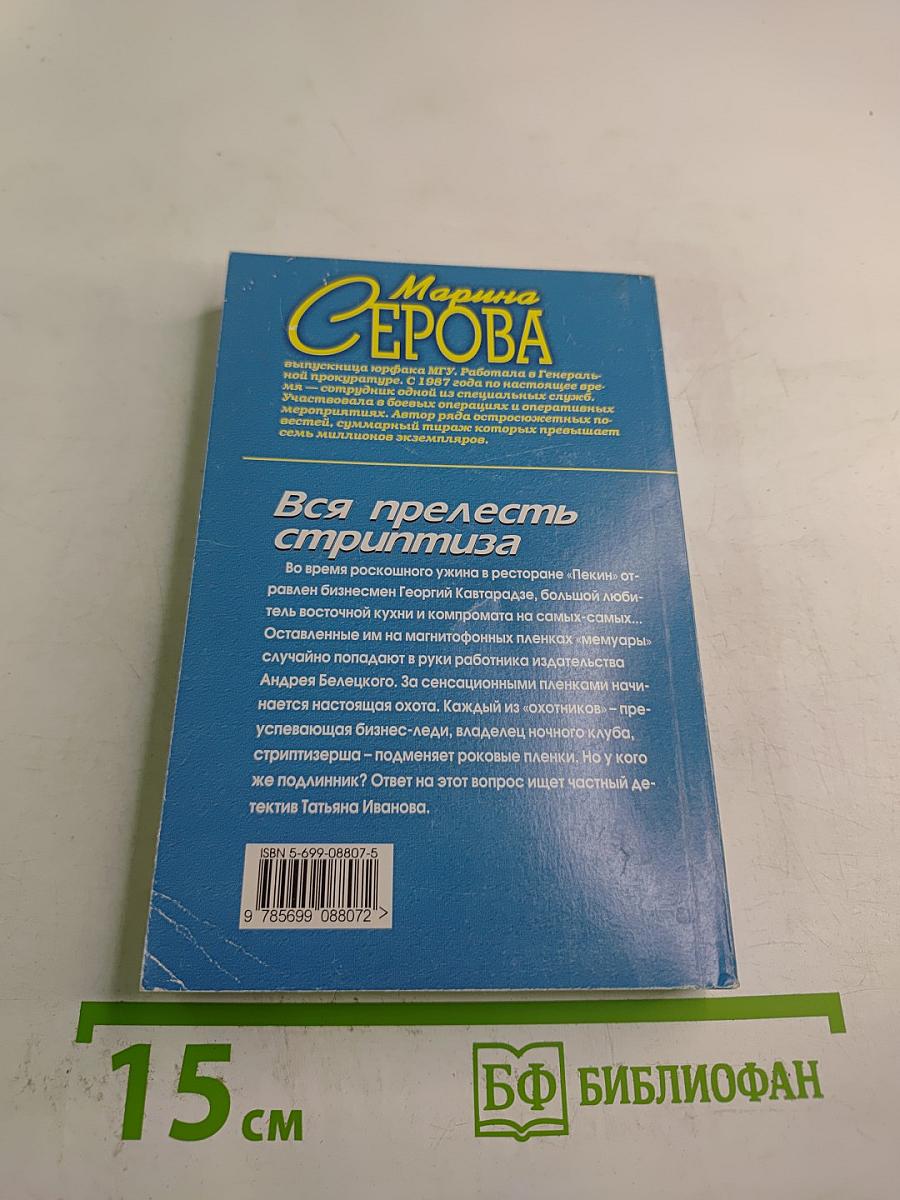 Марина
СЕРОВА
выпускница юрфака МГУ. Работала в Генераль-
ной прокуратуре. С 1987 года по настоящее вре-
мя — сотрудник одной из специальных служб.
Участвовала в боевых операциях и оперативных
мероприятиях. Автор ряда остросюжетных по-
вестей, суммарный тираж которых превышает
семь миллионов экземпляров.
Вся прелесть
стриптиза
Во время роскошного ужина в ресторане «Пекин» от-
равлен бизнесмен Георгий Кавтарадзе, большой люби-
тель восточной кухни и компромата на самых-самых...
Оставленные им на магнитофонных пленках «мемуары»
случайно попадают в руки работника издательства
Андрея Белецкого. За сенсационными пленками начи-
нается настоящая охота. Каждый из «охотников» – пре-
успевающая бизнес-леди, владелец ночного клуба,
стриптизерша – подменяет роковые пленки. Но у кого
же подлинник? Ответ на этот вопрос ищет частный де-
тектив Татьяна Иванова.
ISBN 5-699-08807-5
9 785699 088072 >
15 см
БФ БИБЛИОФАН